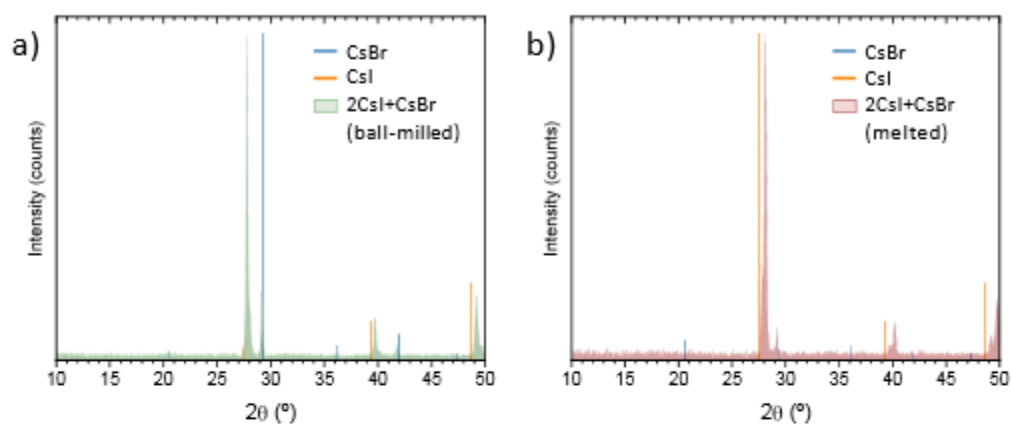 a)
CsBr
CsI
2CsI+CsBr
(ball-milled)
Intensity (counts)
10 15 20 25 30 35 40 45 50
2θ (º)
b)
CsBr
CsI
2CsI+CsBr
(melted)
Intensity (counts)
10 15 20 25 30 35 40 45 50
2θ (º)